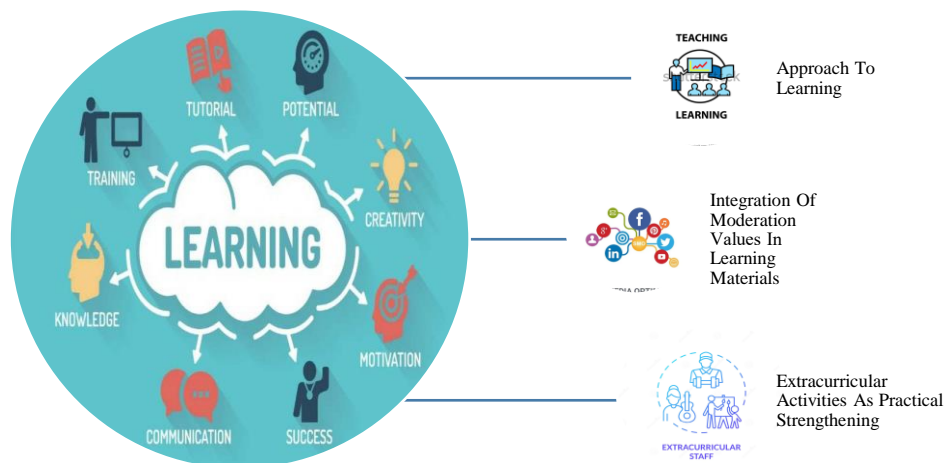 TUTORIAL
POTENTIAL
TRAINING
CREATIVITY
LEARNING
KNOWLEDGE
MOTIVATION
COMMUNICATION
SUCCESS
TEACHING
LEARNING
Approach To
Learning
Integration Of
Moderation
Values In
Learning
Materials
EXTRACURRICULAR
STAFF
Extracurricular
Activities As Practical
Strengthening